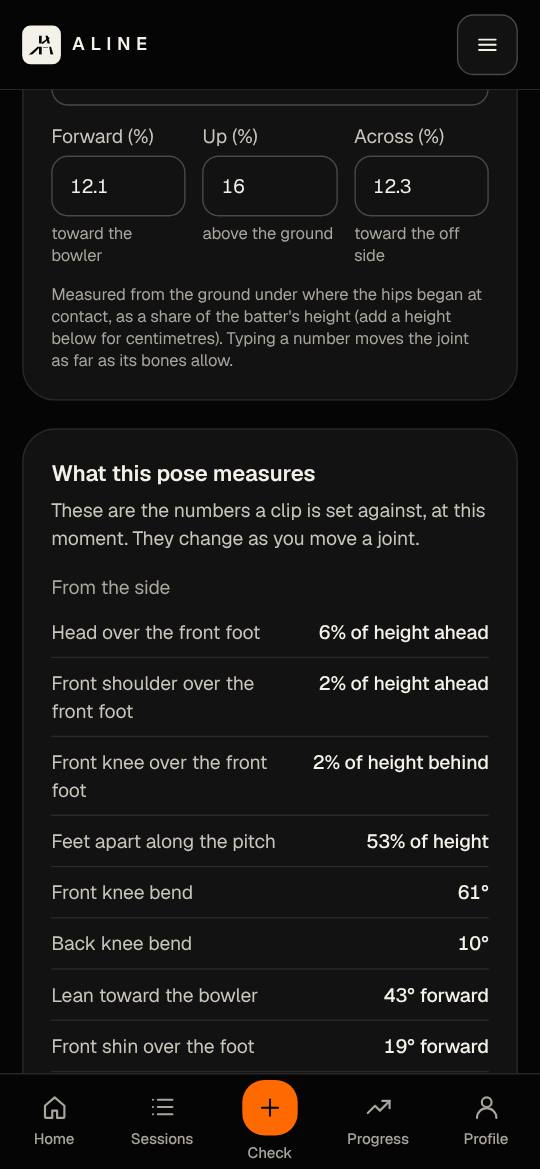 ALINE
Forward (%)
Up (%)
Across (%)
12.1
16
12.3
toward the
bowler
above the ground
toward the off
side
Measured from the ground under where the hips began at
contact, as a share of the batter's height (add a height
below for centimetres). Typing a number moves the joint
as far as its bones allow.
What this pose measures
These are the numbers a clip is set against, at this
moment. They change as you move a joint.
From the side
Head over the front foot 6% of height ahead
Front shoulder over the 2% of height ahead
front foot
Front knee over the front 2% of height behind
foot
Feet apart along the pitch 53% of height
Front knee bend 61°
Back knee bend 10°
Lean toward the bowler 43° forward
Front shin over the foot 19° forward
Home
Sessions
Check
Progress
Profile